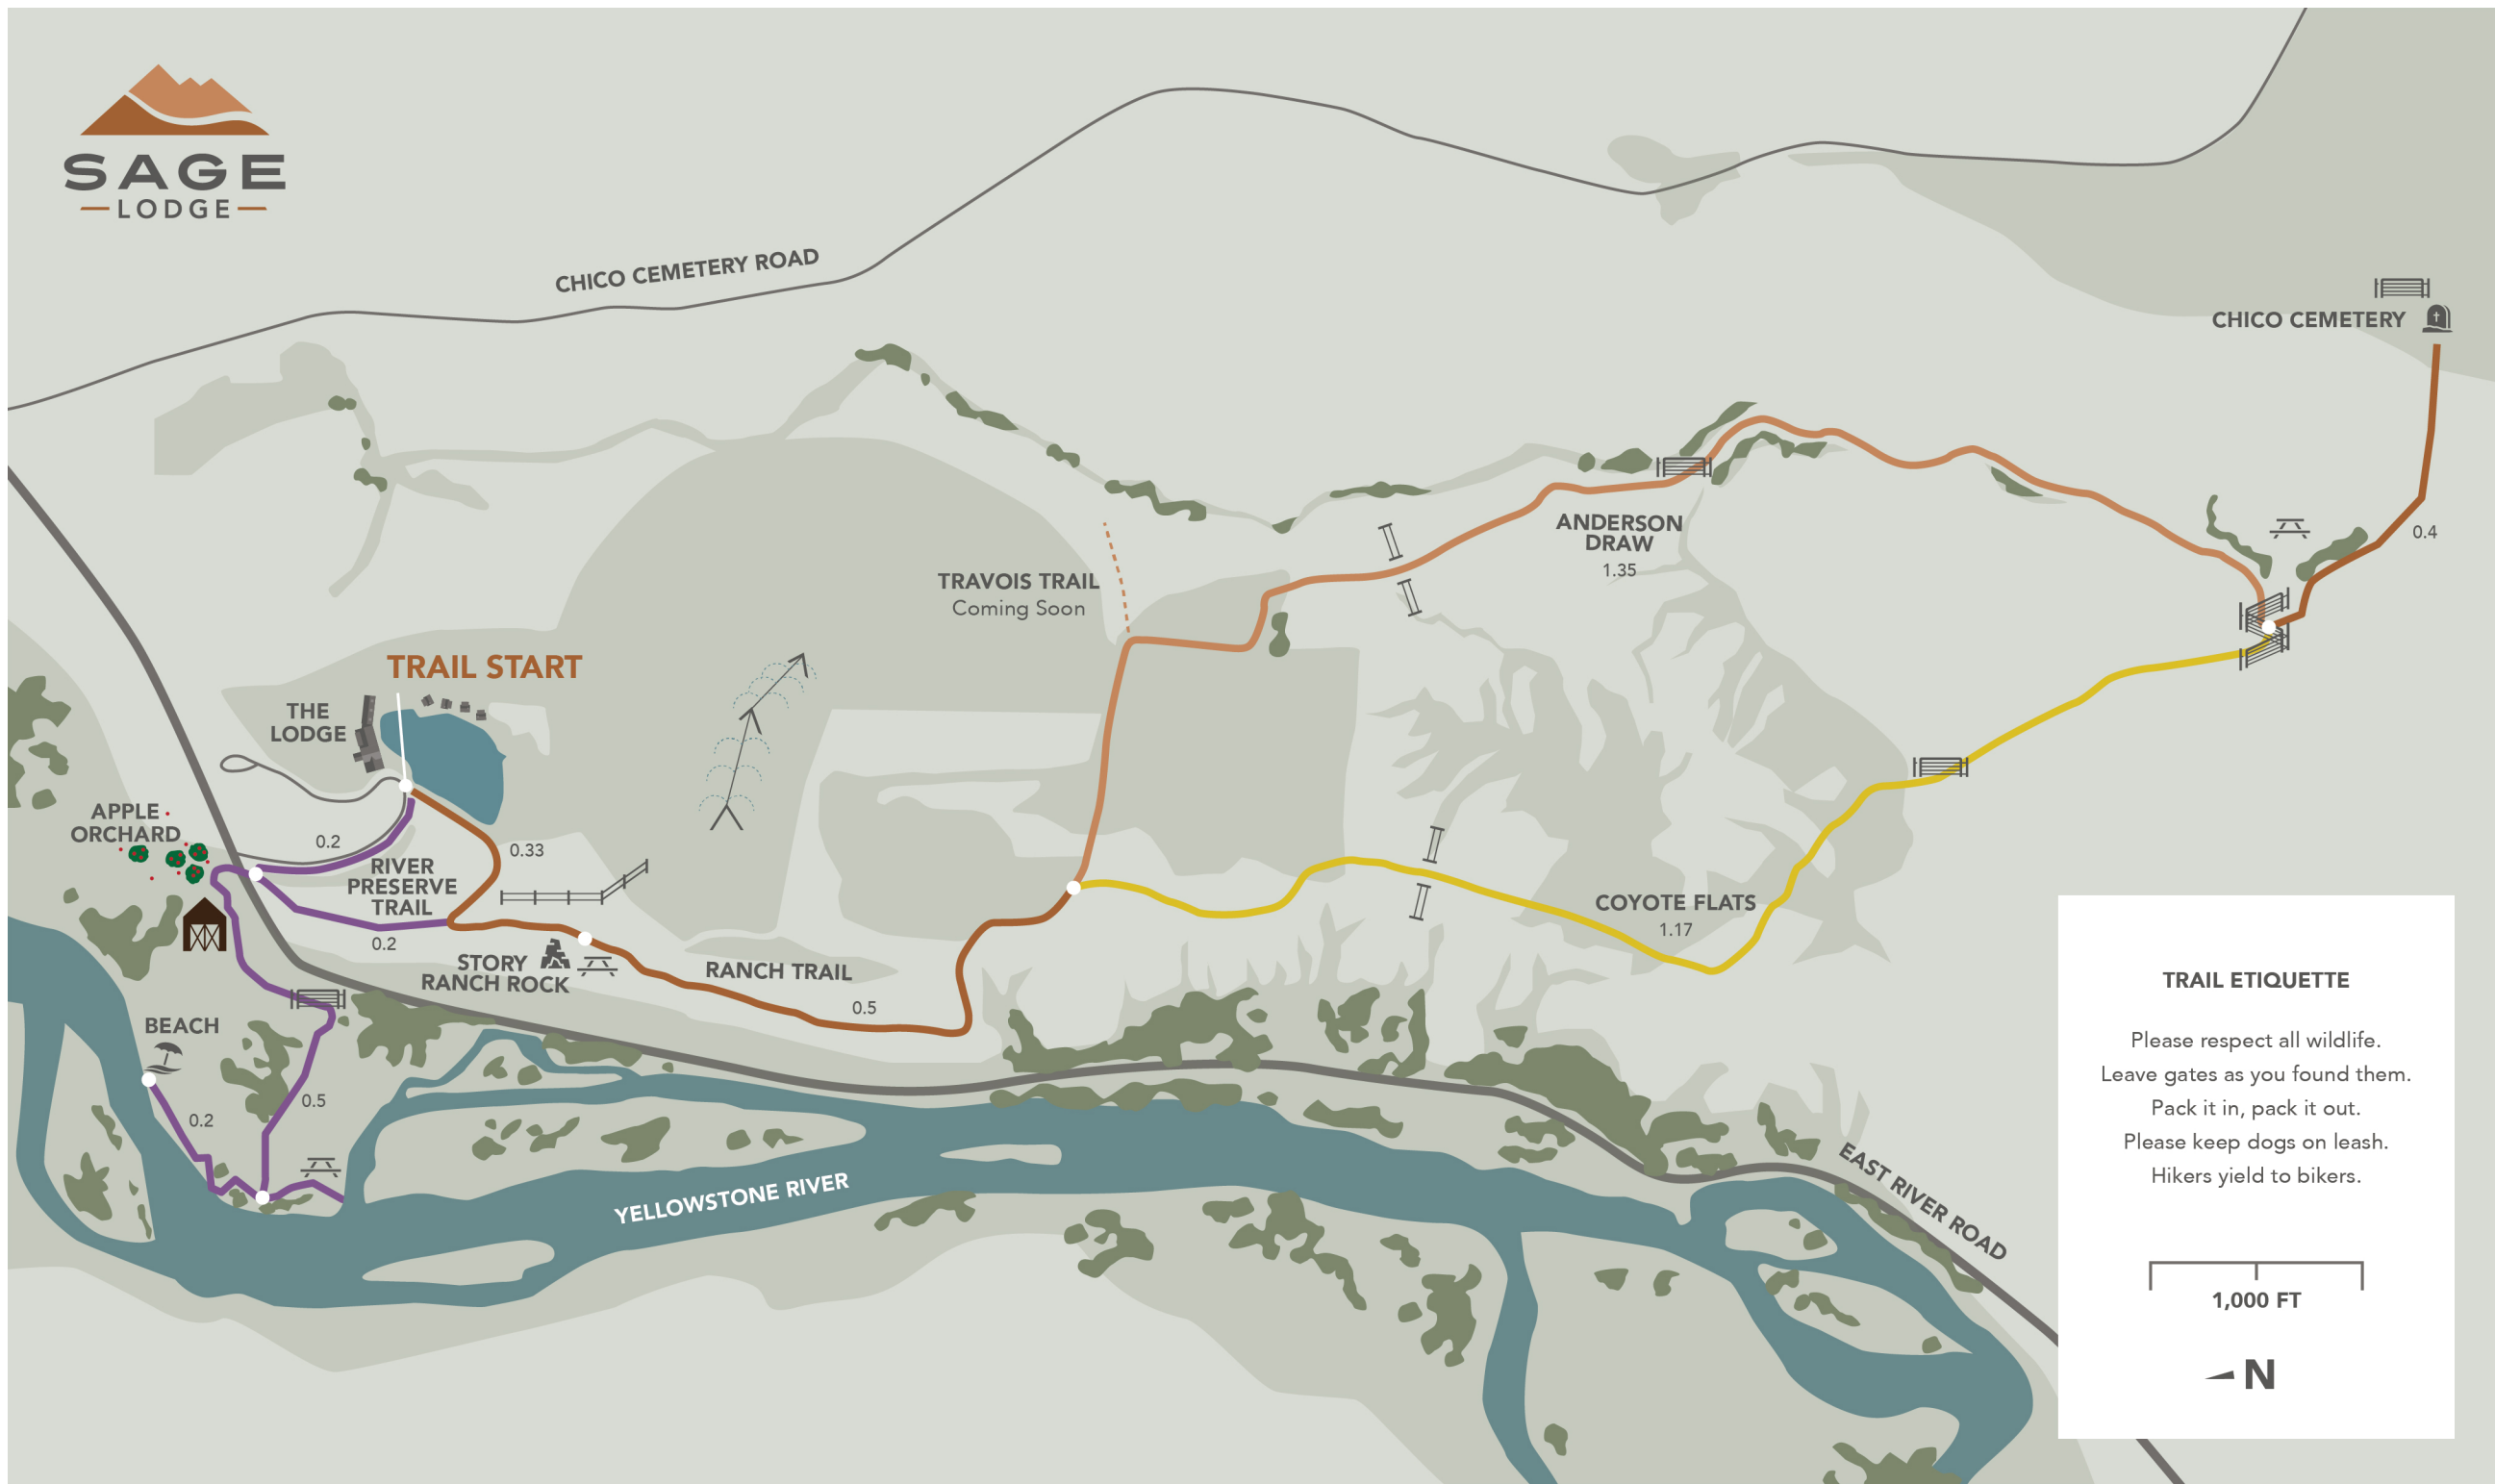 SAGE
LODGE
CHICO CEMETERY ROAD
CHICO CEMETERY
0.4
ANDERSON
DRAW
1.35
TRAVOIS TRAIL
Coming Soon
TRAIL START
THE
LODGE
APPLE
ORCHARD
0.2
0.33
RIVER
PRESERVE
TRAIL
0.2
STORY
RANCH ROCK
RANCH TRAIL
0.5
COYOTE FLATS
1.17
BEACH
0.5
0.2
YELLOWSTONE RIVER
EAST RIVER ROAD
TRAIL ETIQUETTE
Please respect all wildlife.
Leave gates as you found them.
Pack it in, pack it out.
Please keep dogs on leash.
Hikers yield to bikers.
1,000 FT
N